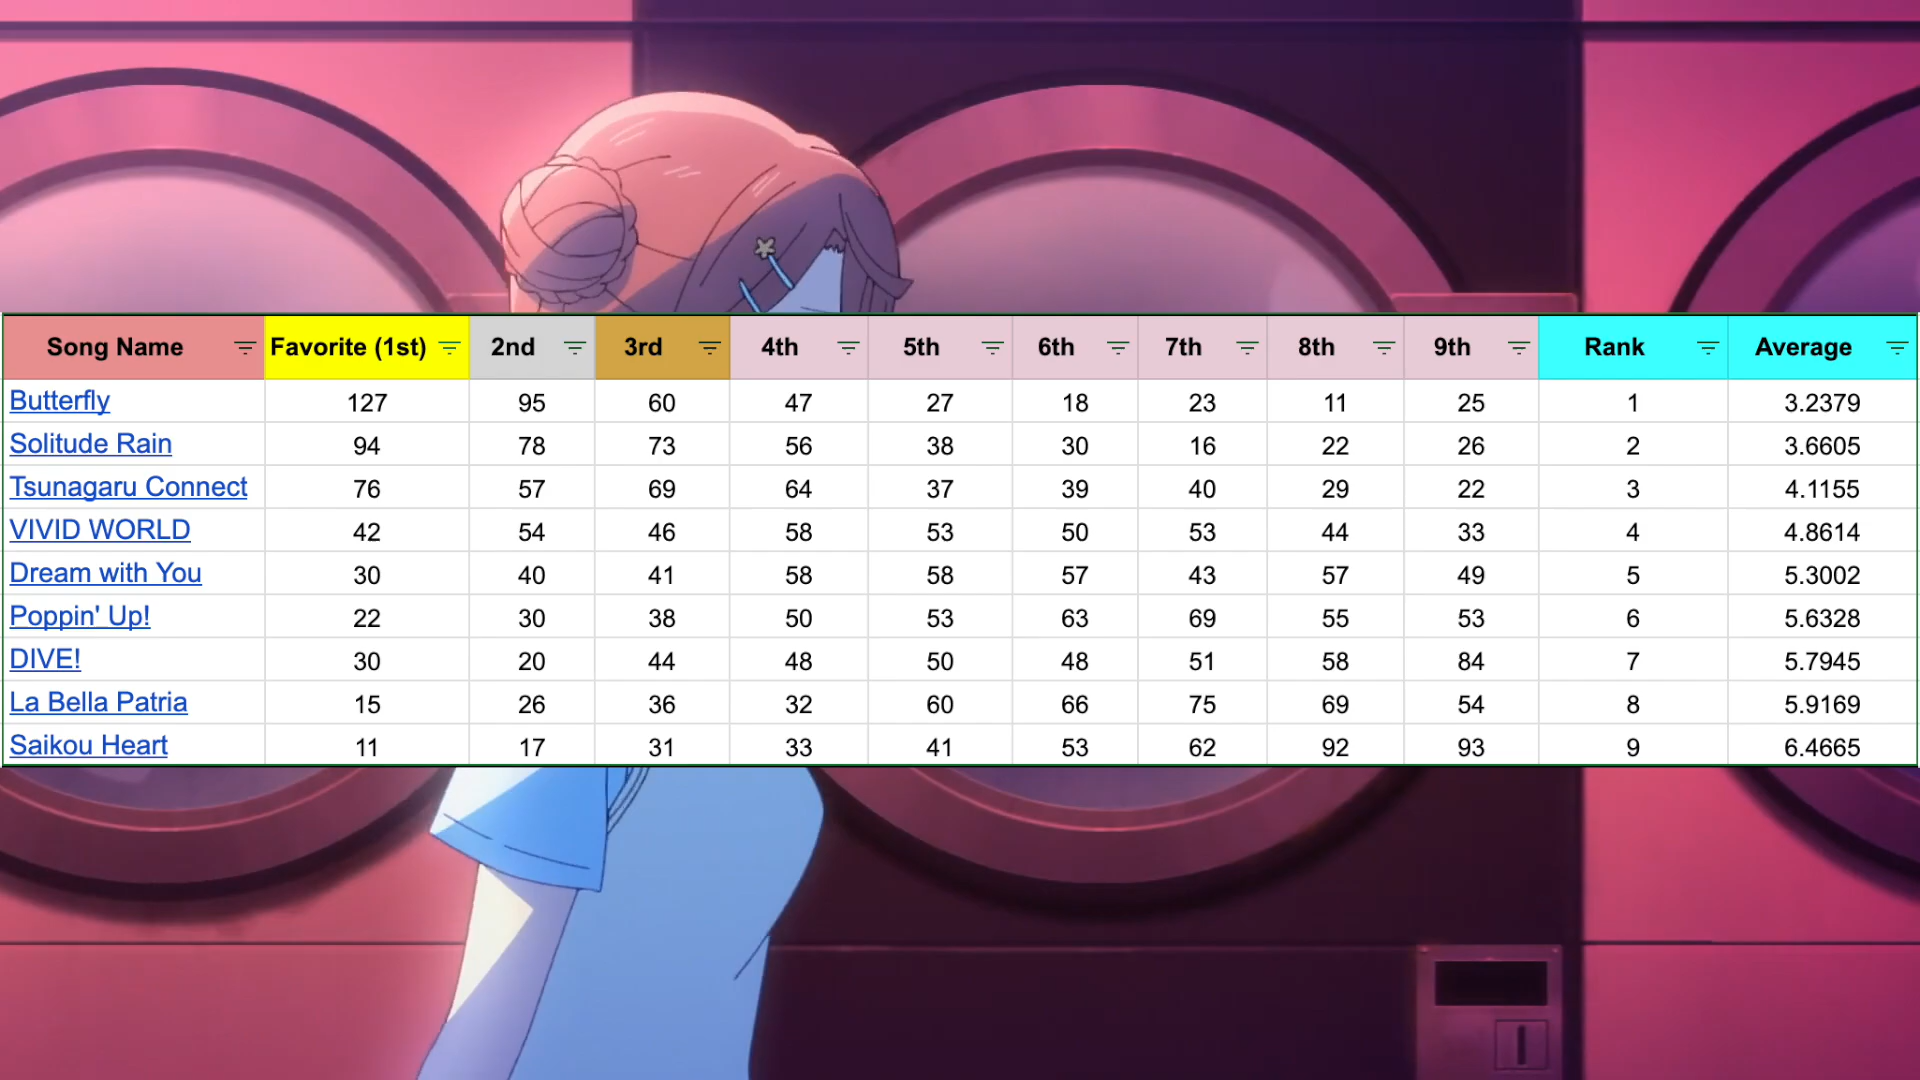 Song Name Favorite (1st) 2nd 3rd 4th 5th 6th 7th 8th 9th Rank Average
Butterfly 127 95 60 47 27 18 23 11 25 1 3.2379
Solitude Rain 94 78 73 56 38 30 16 22 26 2 3.6605
Tsunagaru Connect 76 57 69 64 37 39 40 29 22 3 4.1155
VIVID WORLD 42 54 46 58 53 50 53 44 33 4 4.8614
Dream with You 30 40 41 58 58 57 43 57 49 5 5.3002
Poppin' Up! 22 30 38 50 53 63 69 55 53 6 5.6328
DIVE! 30 20 44 48 50 48 51 58 84 7 5.7945
La Bella Patria 15 26 36 32 60 66 75 69 54 8 5.9169
Saikou Heart 11 17 31 33 41 53 62 92 93 9 6.4665